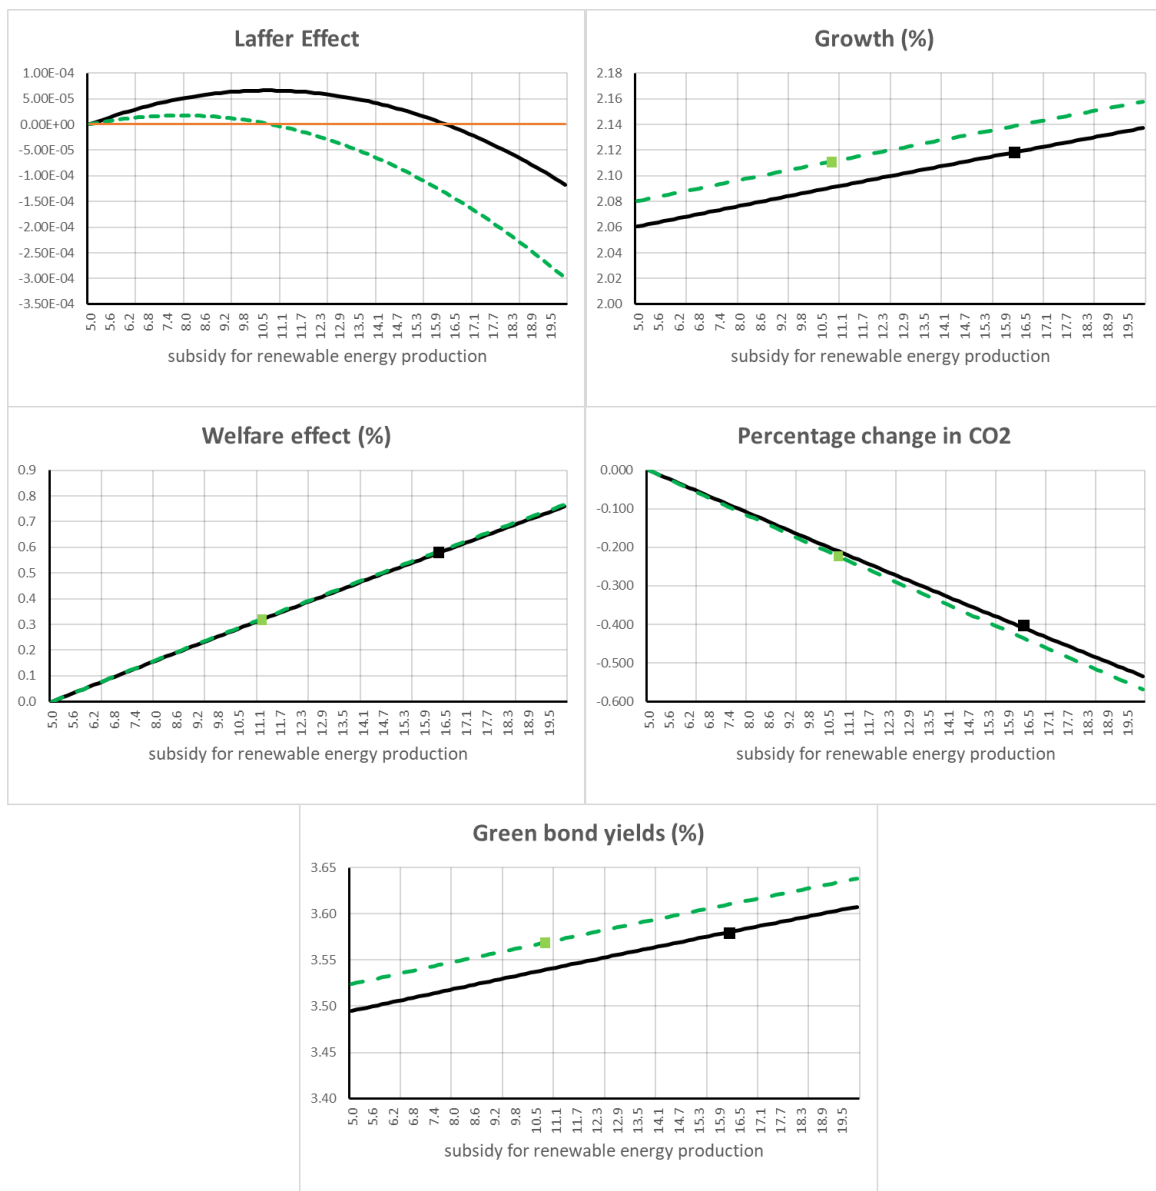 Laffer Effect
1.00E-04
5.00E-05
0.00E+00
-5.00E-05
-1.00E-04
-1.50E-04
-2.00E-04
-2.50E-04
-3.00E-04
-3.50E-04
5.0 5.6 6.2 6.8 7.4 8.0 8.6 9.2 9.8 10.5 11.1 11.7 12.3 12.9 13.5 14.1 14.7 15.3 15.9 16.5 17.1 17.7 18.3 18.9 19.5
subsidy for renewable energy production
Growth (%)
2.18
2.16
2.14
2.12
2.10
2.08
2.06
2.04
2.02
2.00
5.0 5.6 6.2 6.8 7.4 8.0 8.6 9.2 9.8 10.5 11.1 11.7 12.3 12.9 13.5 14.1 14.7 15.3 15.9 16.5 17.1 17.7 18.3 18.9 19.5
subsidy for renewable energy production
Welfare effect (%)
0.9
0.8
0.7
0.6
0.5
0.4
0.3
0.2
0.1
0.0
5.0 5.6 6.2 6.8 7.4 8.0 8.6 9.2 9.8 10.5 11.1 11.7 12.3 12.9 13.5 14.1 14.7 15.3 15.9 16.5 17.1 17.7 18.3 18.9 19.5
subsidy for renewable energy production
Percentage change in CO2
0.000
-0.100
-0.200
-0.300
-0.400
-0.500
-0.600
5.0 5.6 6.2 6.8 7.4 8.0 8.6 9.2 9.8 10.5 11.1 11.7 12.3 12.9 13.5 14.1 14.7 15.3 15.9 16.5 17.1 17.7 18.3 18.9 19.5
subsidy for renewable energy production
Green bond yields (%)
3.65
3.60
3.55
3.50
3.45
3.40
5.0 5.6 6.2 6.8 7.4 8.0 8.6 9.2 9.8 10.5 11.1 11.7 12.3 12.9 13.5 14.1 14.7 15.3 15.9 16.5 17.1 17.7 18.3 18.9 19.5
subsidy for renewable energy production